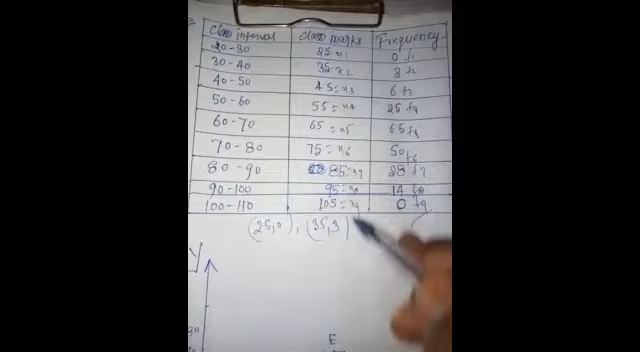 Class interval Class marks Frequency
20-30 25=x1 0 f1
30-40 35=x2 3 f2
40-50 45=x3 6 f3
50-60 55=x4 25 f4
60-70 65=x5 65 f5
70-80 75=x6 50 f6
80-90 85=x7 28 f7
90-100 95=x8 14 f8
100-110 105=x9 0 f9
(25,0), (35,3)
y
E